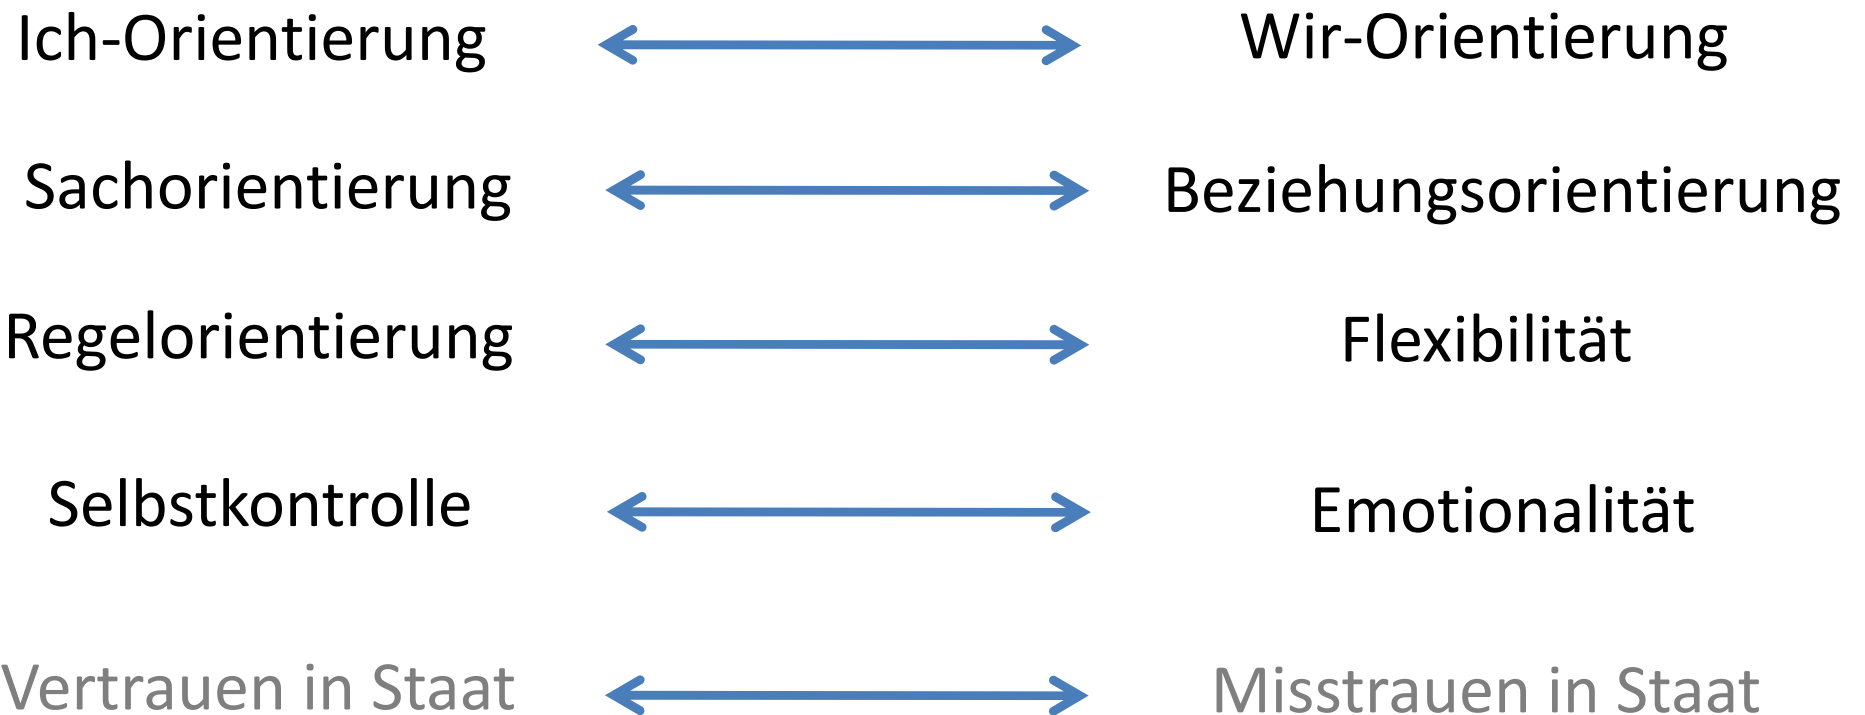 Ich-Orientierung Wir-Orientierung
Sachorientierung Beziehungsorientierung
Regelorientierung Flexibilität
Selbstkontrolle Emotionalität
Vertrauen in Staat Misstrauen in Staat